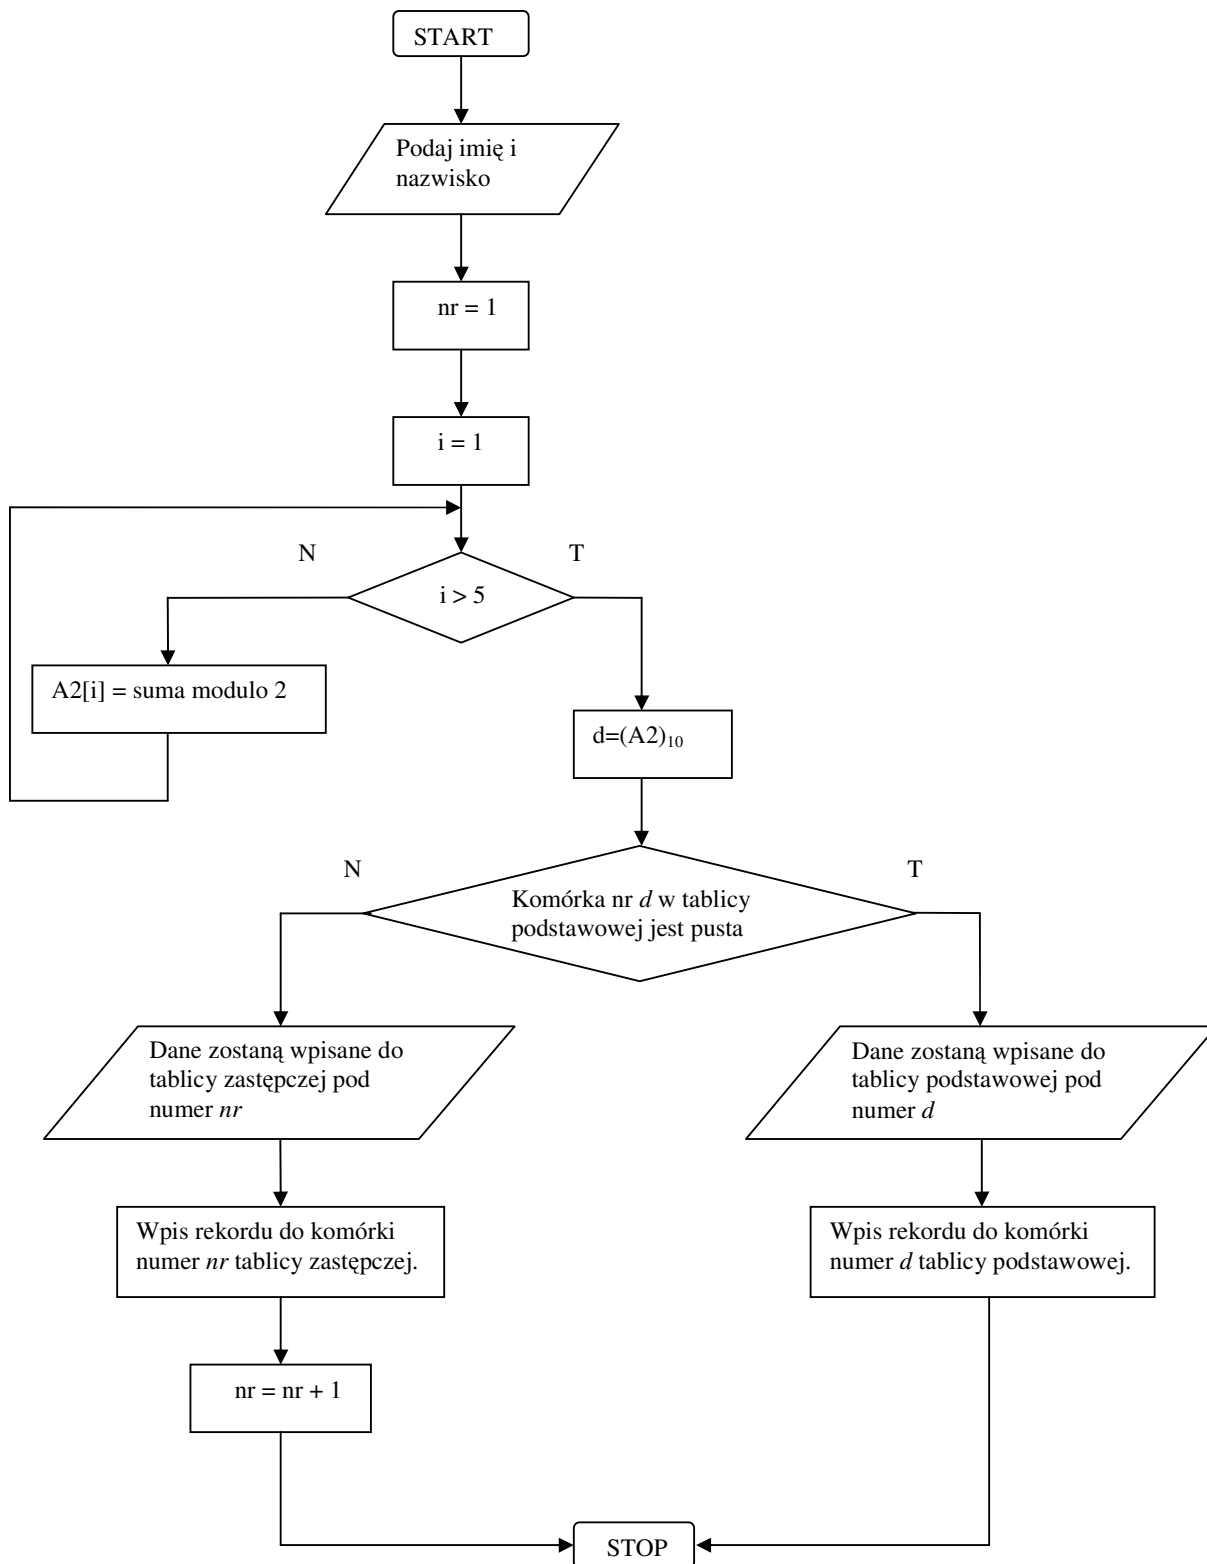 START
Podaj imię i
nazwisko
nr = 1
i = 1
N
T
i > 5
A2[i] = suma modulo 2
d=(A2)₁₀
N
T
Komórka nr d w tablicy
podstawowej jest pusta
Dane zostaną wpisane do
tablicy zastępczej pod
numer nr
Dane zostaną wpisane do
tablicy podstawowej pod
numer d
Wpis rekordu do komórki
numer nr tablicy zastępczej.
Wpis rekordu do komórki
numer d tablicy podstawowej.
nr = nr + 1
STOP